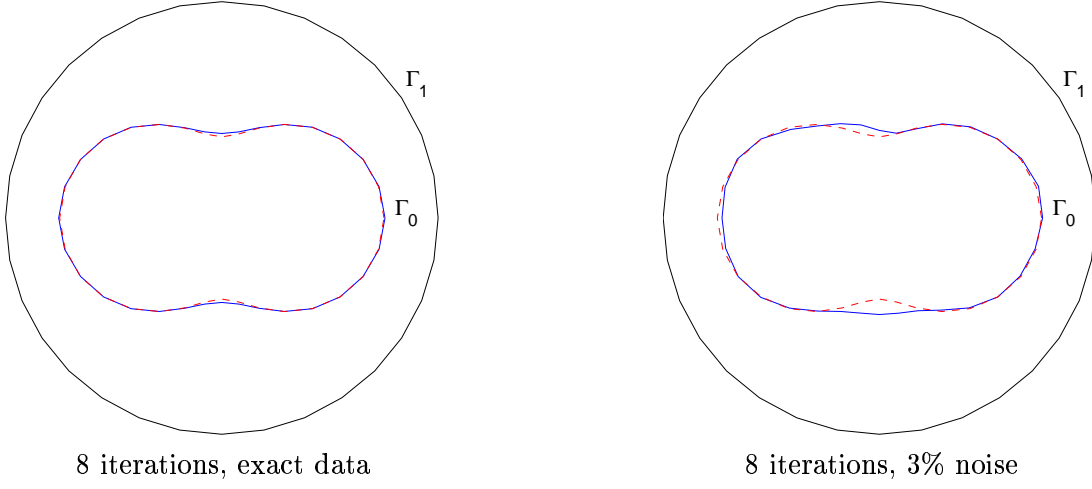 Γ1
Γ1
Γ0
Γ0
8 iterations, exact data
8 iterations, 3% noise